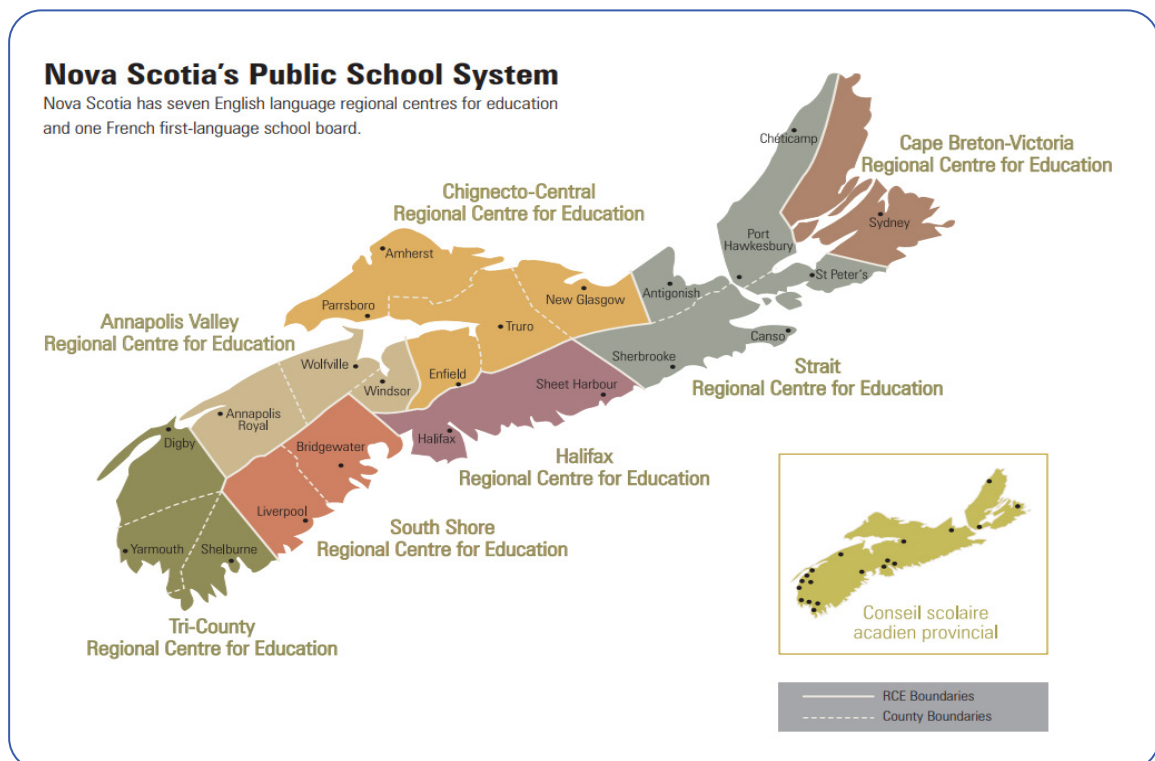 Nova Scotia's Public School System
Nova Scotia has seven English language regional centres for education
and one French first-language school board.
Chéticamp
Cape Breton-Victoria
Regional Centre for Education
Chignecto-Central
Regional Centre for Education
Sydney
Port
Hawkesbury
Amherst
St Peter's
Antigonish
New Glasgow
Parrsboro
Annapolis Valley
Regional Centre for Education
Truro
Canso
Wolfville
Sherbrooke
Strait
Regional Centre for Education
Enfield
Windsor
Sheet Harbour
Annapolis
Royal
Digby
Halifax
Bridgewater
Halifax
Regional Centre for Education
Liverpool
South Shore
Regional Centre for Education
Yarmouth
Shelburne
Tri-County
Regional Centre for Education
Conseil scolaire
acadien provincial
RCE Boundaries
County Boundaries